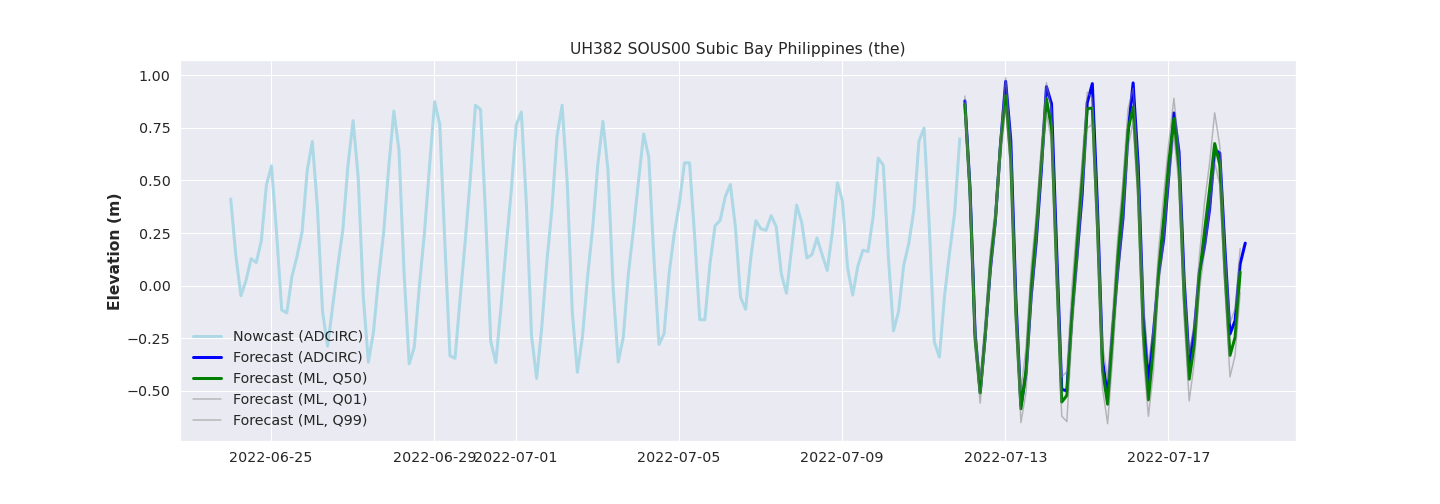 UH382 SOUS00 Subic Bay Philippines (the)
Elevation (m)
1.00
0.75
0.50
0.25
0.00
−0.25
−0.50
Nowcast (ADCIRC)
Forecast (ADCIRC)
Forecast (ML, Q50)
Forecast (ML, Q01)
Forecast (ML, Q99)
2022-06-25 2022-06-29 2022-07-01 2022-07-05 2022-07-09 2022-07-13 2022-07-17